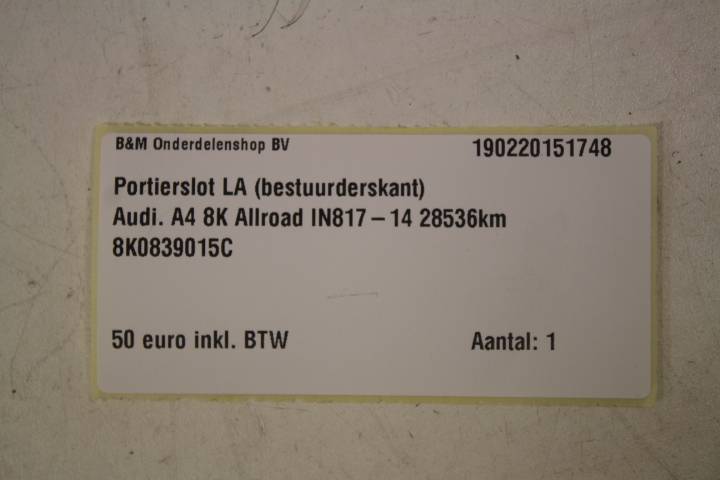 B&M Onderdelenshop BV 190220151748
Portierslot LA (bestuurderskant)
Audi. A4 8K Allroad IN817 – 14 28536km
8K0839015C
50 euro inkl. BTW Aantal: 1